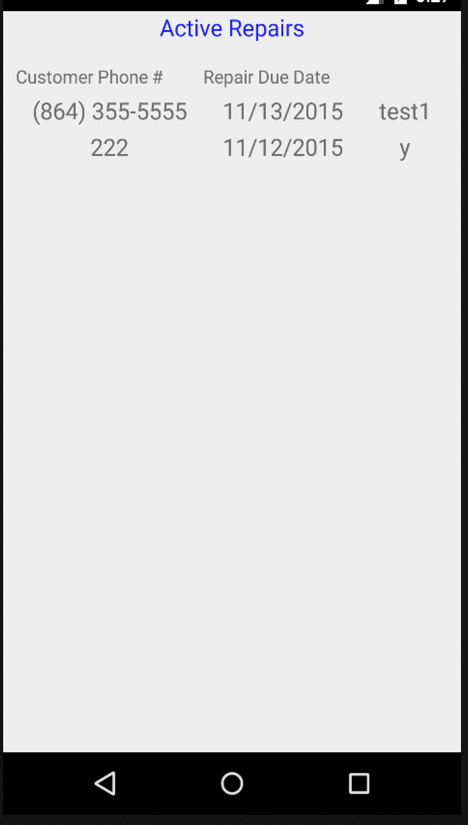 Active Repairs
Customer Phone # Repair Due Date
(864) 355-5555 11/13/2015 test1
222 11/12/2015 y